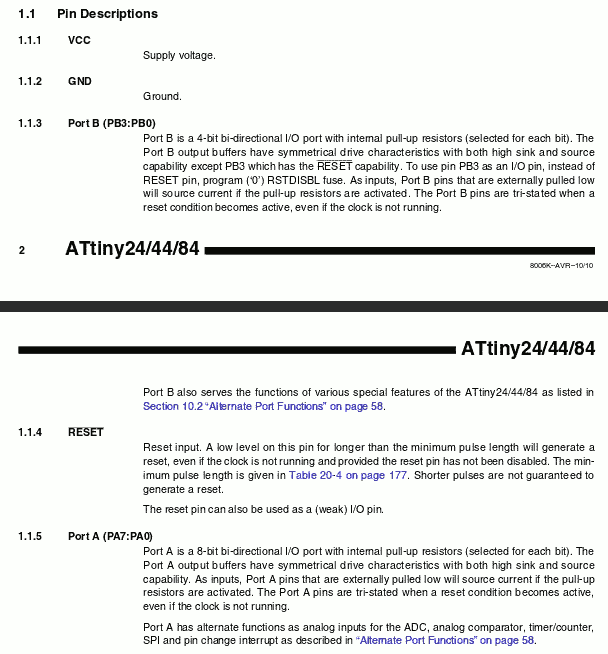 1.1 Pin Descriptions
1.1.1 VCC
Supply voltage.
1.1.2 GND
Ground.
1.1.3 Port B (PB3:PB0)
Port B is a 4-bit bi-directional I/O port with internal pull-up resistors (selected for each bit). The
Port B output buffers have symmetrical drive characteristics with both high sink and source
capability except PB3 which has the RESET capability. To use pin PB3 as an I/O pin, instead of
RESET pin, program ('0') RSTDISBL fuse. As inputs, Port B pins that are externally pulled low
will source current if the pull-up resistors are activated. The Port B pins are tri-stated when a
reset condition becomes active, even if the clock is not running.
2 ATtiny24/44/84
8006K–AVR–10/10
ATtiny24/44/84
Port B also serves the functions of various special features of the ATtiny24/44/84 as listed in
Section 10.2 “Alternate Port Functions” on page 58.
1.1.4 RESET
Reset input. A low level on this pin for longer than the minimum pulse length will generate a
reset, even if the clock is not running and provided the reset pin has not been disabled. The min-
imum pulse length is given in Table 20-4 on page 177. Shorter pulses are not guaranteed to
generate a reset.
The reset pin can also be used as a (weak) I/O pin.
1.1.5 Port A (PA7:PA0)
Port A is a 8-bit bi-directional I/O port with internal pull-up resistors (selected for each bit). The
Port A output buffers have symmetrical drive characteristics with both high sink and source
capability. As inputs, Port A pins that are externally pulled low will source current if the pull-up
resistors are activated. The Port A pins are tri-stated when a reset condition becomes active,
even if the clock is not running.
Port A has alternate functions as analog inputs for the ADC, analog comparator, timer/counter,
SPI and pin change interrupt as described in “Alternate Port Functions” on page 58.